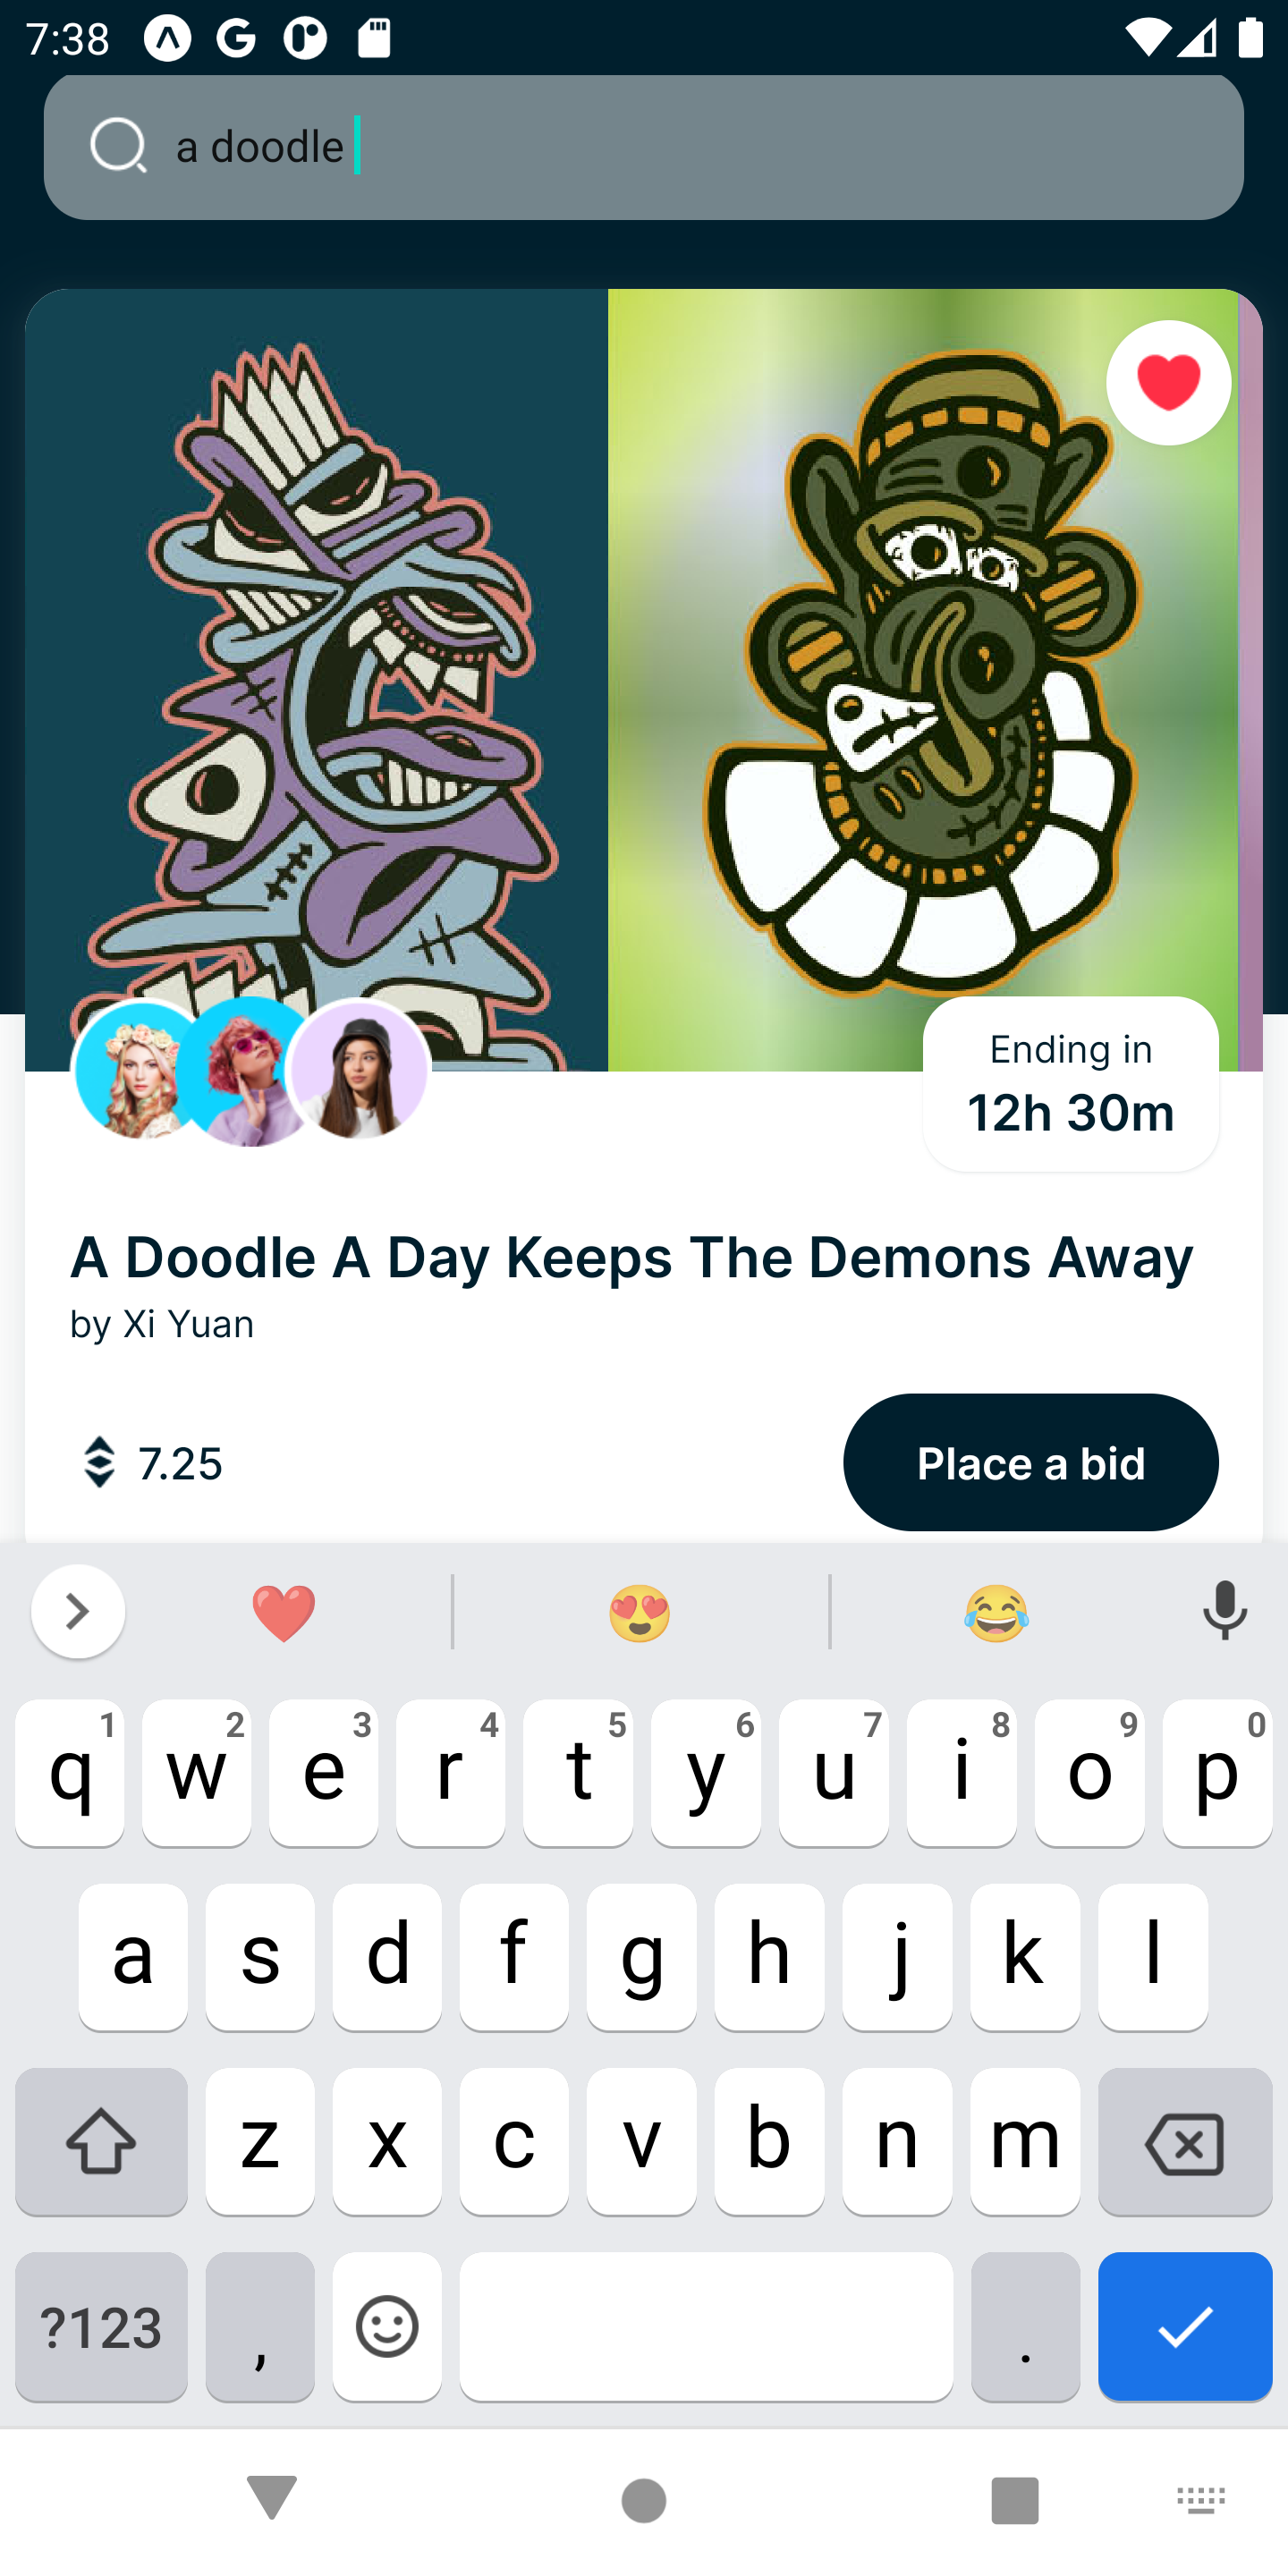 7:38
a doodle
Ending in
12h 30m
A Doodle A Day Keeps The Demons Away
by Xi Yuan
7.25
Place a bid
1 2 3 4 5 6 7 8 9 0
q w e r t y u i o p
a s d f g h j k l
z x c v b n m
?123 , .